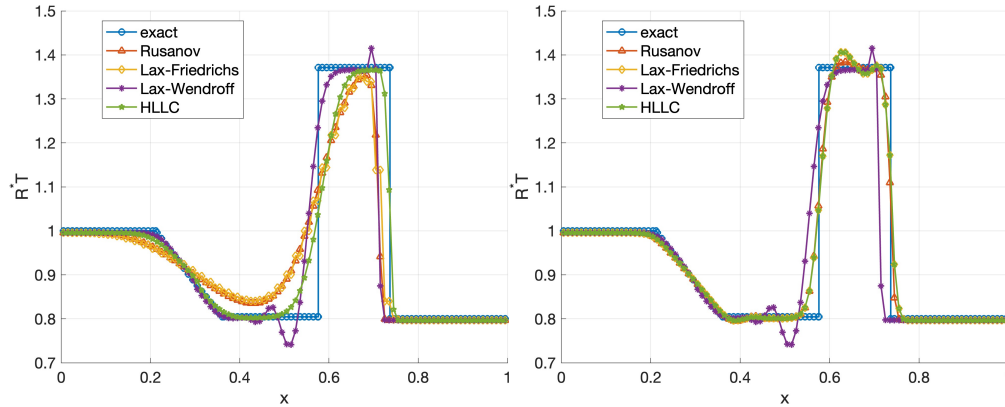 1.5
1.4
1.3
1.2
1.1
1
0.9
0.8
0.7
R*T
0
0.2
0.4
0.6
0.8
1
x
exact
Rusanov
Lax-Friedrichs
Lax-Wendroff
HLLC
1.5
1.4
1.3
1.2
1.1
1
0.9
0.8
0.7
R*T
0
0.2
0.4
0.6
0.8
x
exact
Rusanov
Lax-Friedrichs
Lax-Wendroff
HLLC